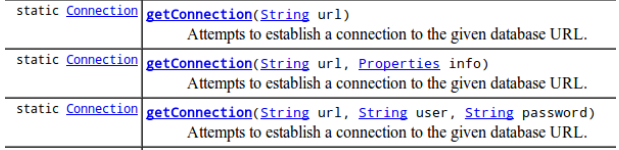 static Connection getConnection(String url)
Attempts to establish a connection to the given database URL.
static Connection getConnection(String url, Properties info)
Attempts to establish a connection to the given database URL.
static Connection getConnection(String url, String user, String password)
Attempts to establish a connection to the given database URL.